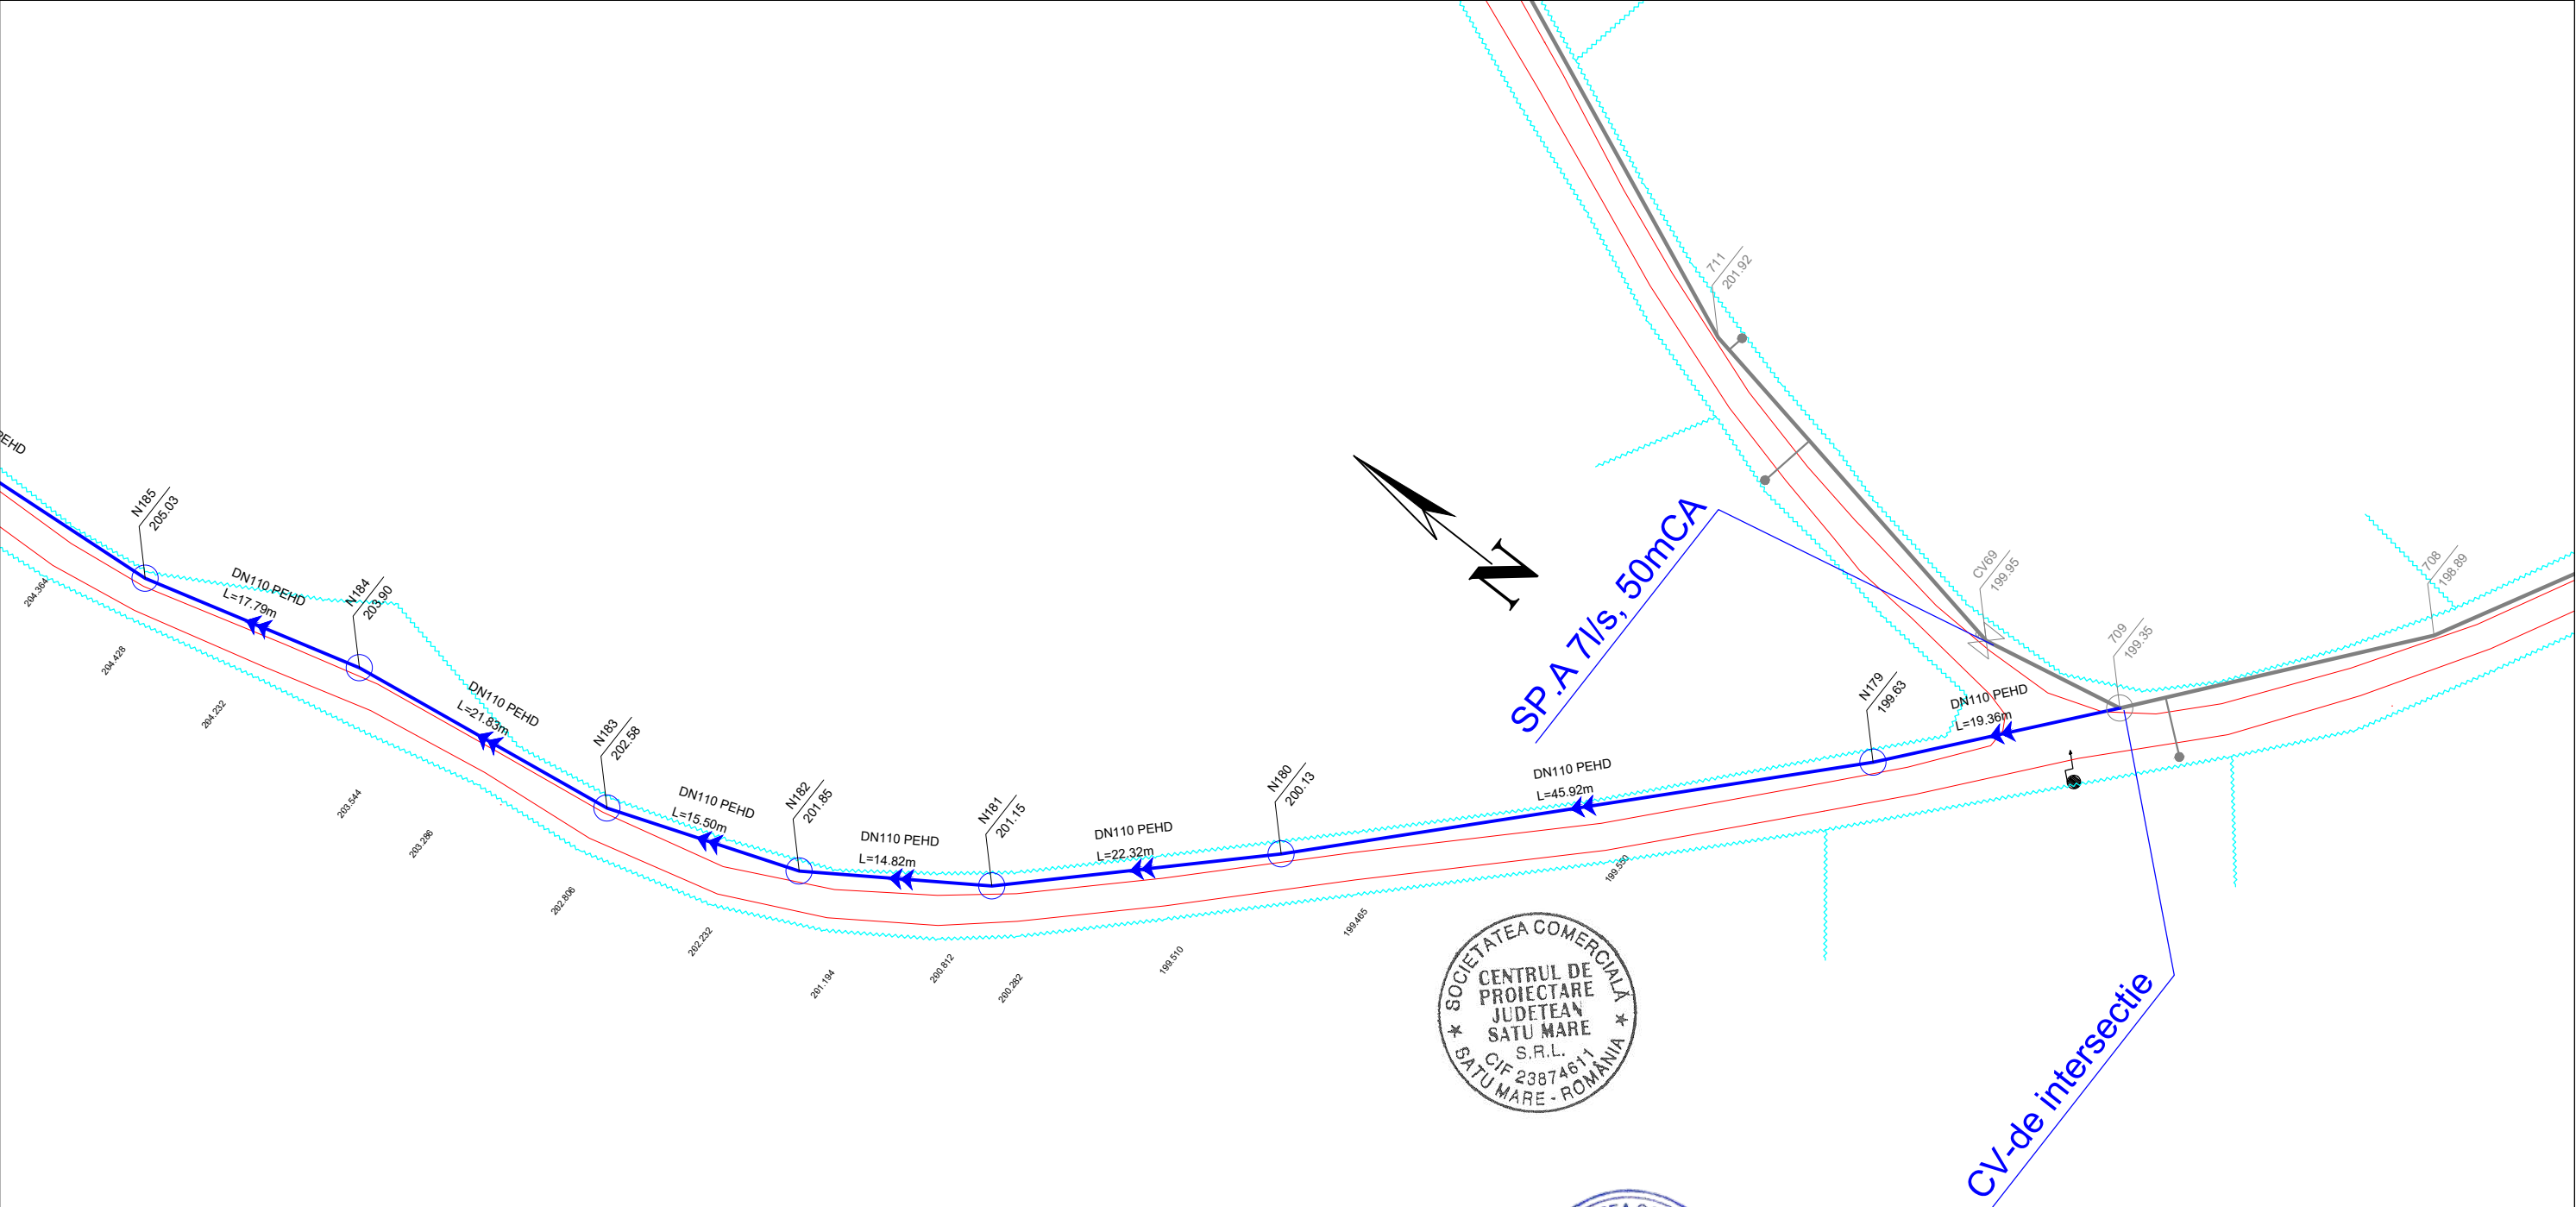 711
201.92
PEHD
N185
205.03
DN110 PEHD
L=17.79m
N184
203.90
DN110 PEHD
L=21.83m
N183
202.58
DN110 PEHD
L=15.50m
N182
201.85
DN110 PEHD
L=14.82m
N181
201.15
DN110 PEHD
L=22.32m
N180
200.13
DN110 PEHD
L=45.92m
N179
199.63
DN110 PEHD
L=19.36m
N
SP.A 7l/s, 50mCA
CV69
199.95
709
199.35
708
198.89
204.364
204.428
204.232
203.544
203.286
202.806
202.232
201.194
200.812
200.282
199.510
199.465
199.550
SOCIETATEA COMERCIALĂ
CENTRUL DE
PROIECTARE
JUDETEAN
SATU MARE
S.R.L.
CIF 23874611
SATU MARE - ROMÂNIA
CV-de intersectie